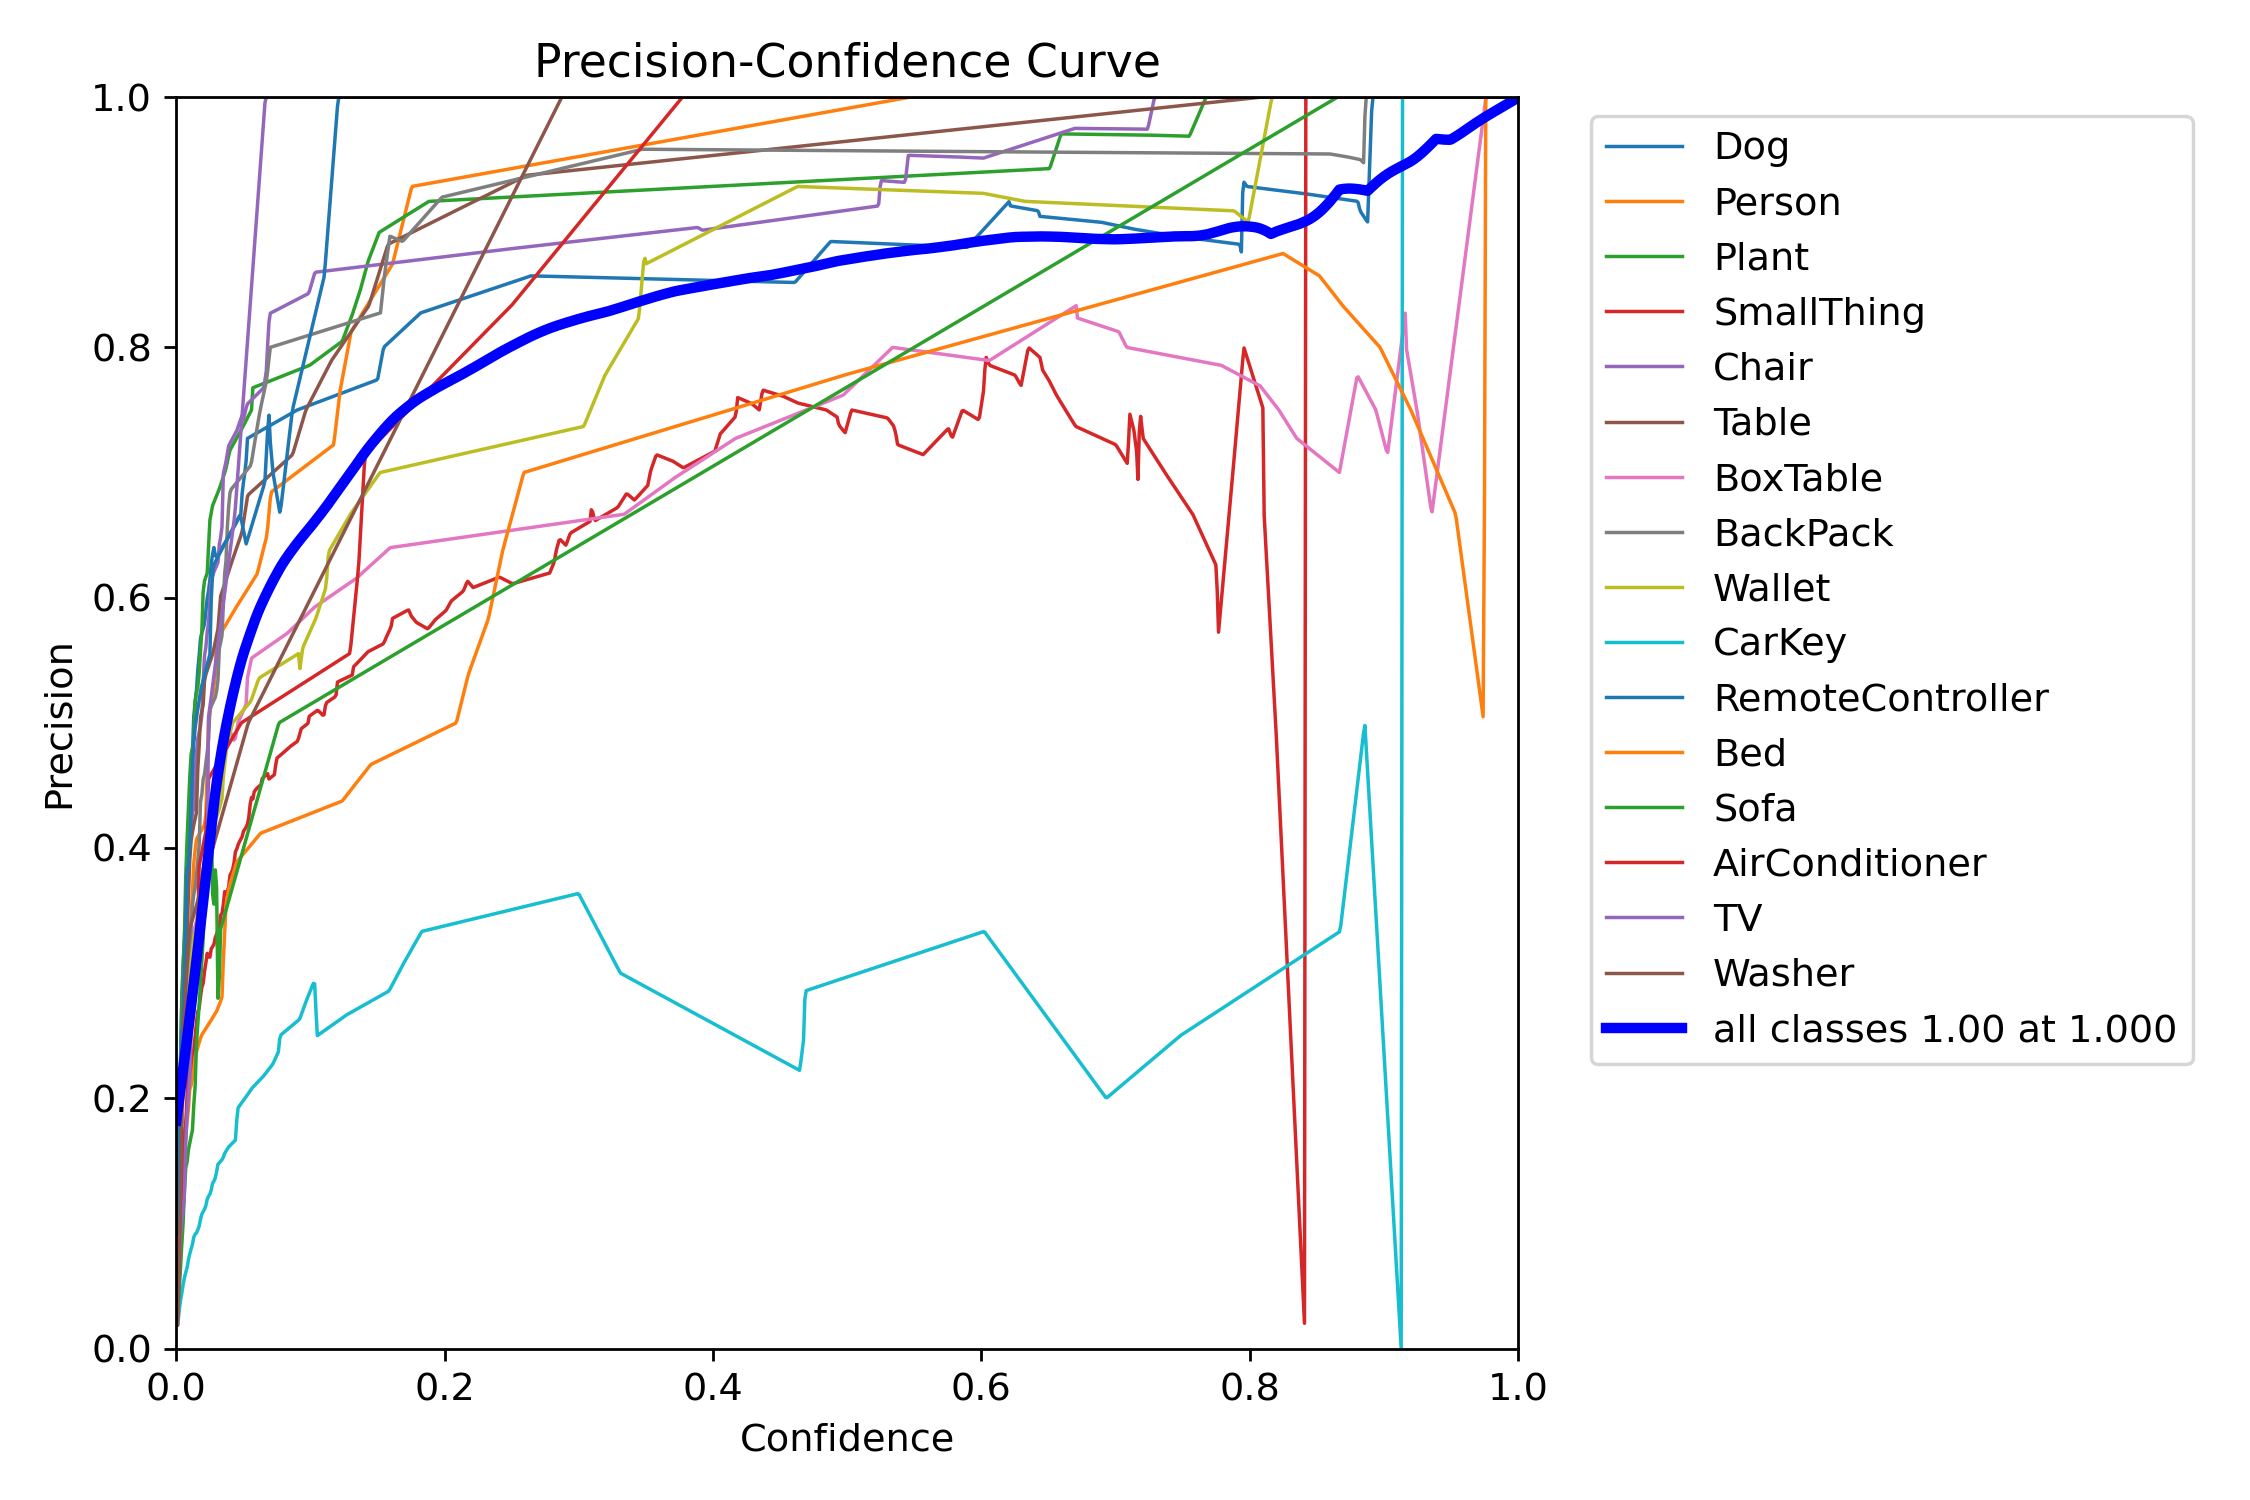 Precision-Confidence Curve
1.0
0.8
0.6
0.4
0.2
0.0
Precision
0.0 0.2 0.4 0.6 0.8 1.0
Confidence
Dog
Person
Plant
SmallThing
Chair
Table
BoxTable
BackPack
Wallet
CarKey
RemoteController
Bed
Sofa
AirConditioner
TV
Washer
all classes 1.00 at 1.000